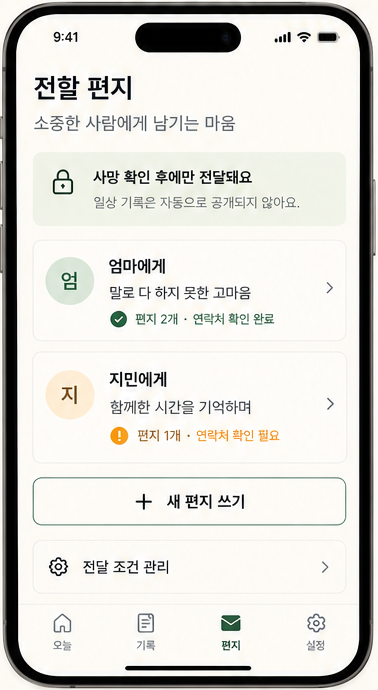 9:41
전할 편지
소중한 사람에게 남기는 마음
사망 확인 후에만 전달돼요
일상 기록은 자동으로 공개되지 않아요.
엄
엄마에게
말로 다 하지 못한 고마음
편지 2개 · 연락처 확인 완료
지
지민에게
함께한 시간을 기억하며
편지 1개 · 연락처 확인 필요
새 편지 쓰기
전달 조건 관리
오늘 기록 편지 설정